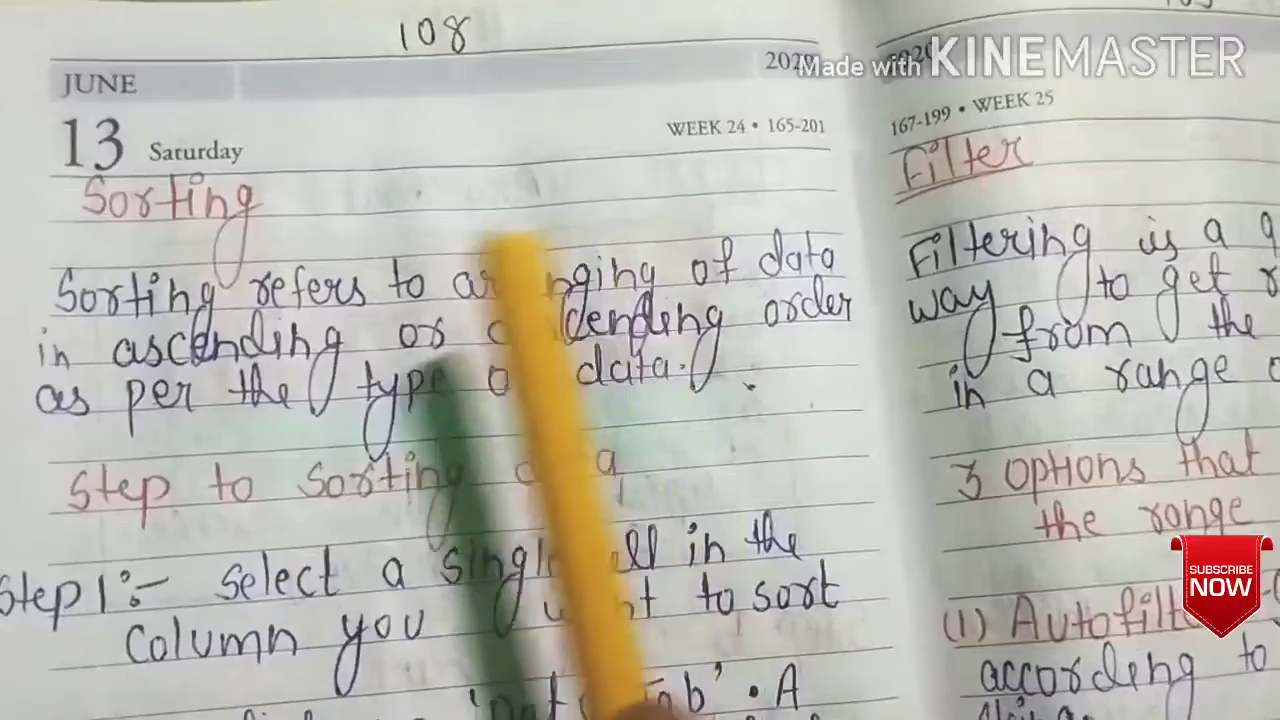 108
JUNE
2020
13 Saturday
WEEK 24 • 165-201
Sorting
Sorting refers to of data
in ascending or order
as per the type data.
Step to Sorting
Step 1:- Select a in the
Column you to sort
. A
2020
167-199 • WEEK 25
Filter
Filtering is a
way to get
from the
in a range
3 Options that
the range
(1)
according to
Made with KINEMASTER
SUBSCRIBE
NOW